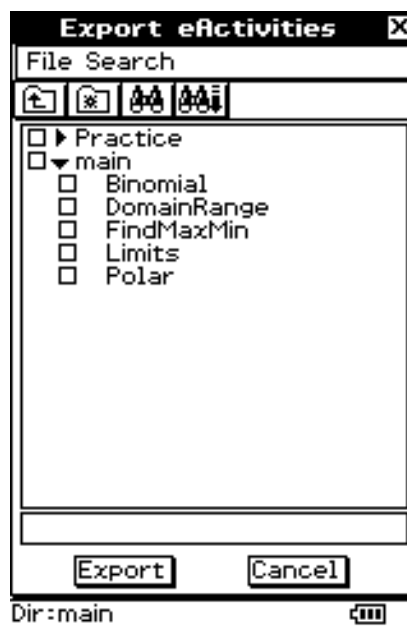 Export eActivities
File Search
Practice
main
Binomial
DomainRange
FindMaxMin
Limits
Polar
Export Cancel
Dir:main